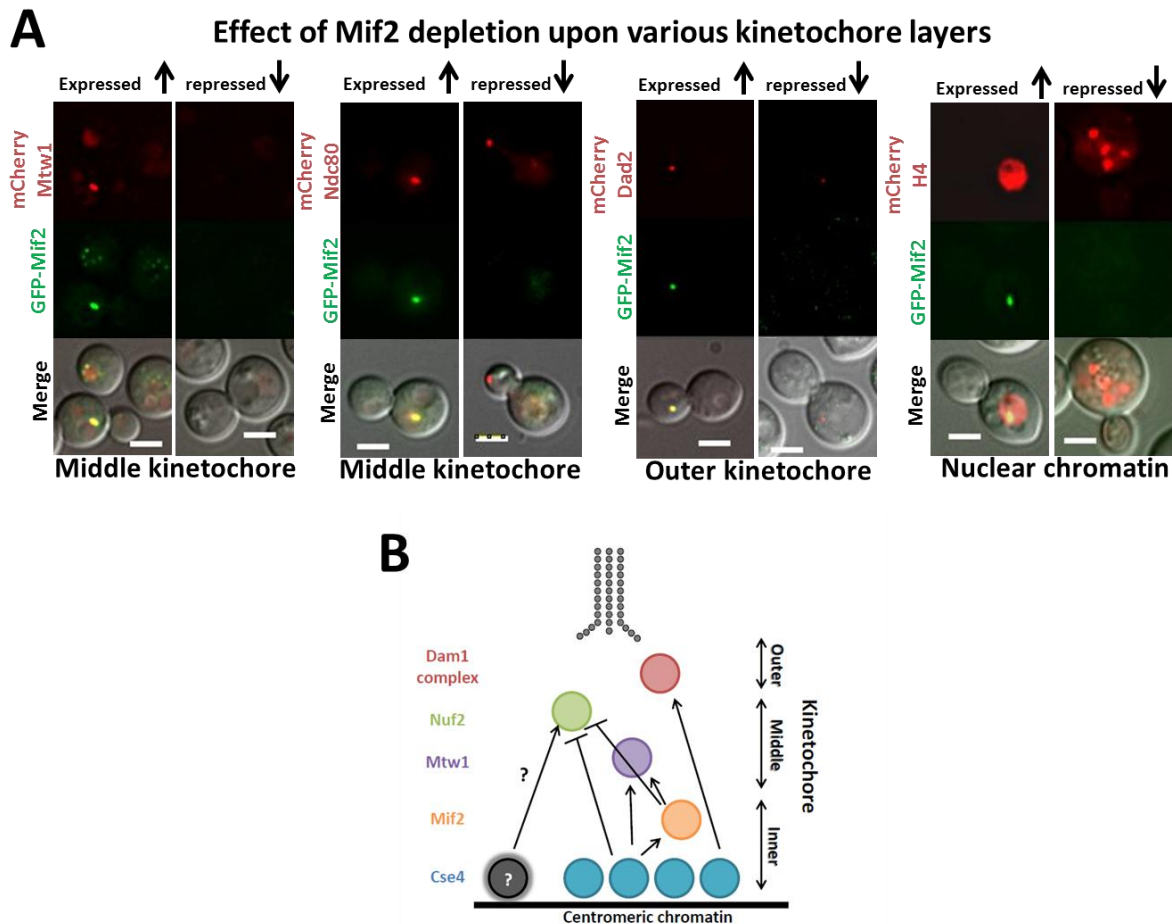 A
Effect of Mif2 depletion upon various kinetochore layers
Expressed repressed
Expressed repressed
Expressed repressed
Expressed repressed
mCherry
Mtw1
GFP-Mif2
Merge
mCherry
Ndc80
GFP-Mif2
Merge
mCherry
Dad2
GFP-Mif2
Merge
mCherry
H4
GFP-Mif2
Merge
Middle kinetochore
Middle kinetochore
Outer kinetochore
Nuclear chromatin
B
Dam1
complex
Nuf2
Mtw1
Mif2
Cse4
?
?
Outer
Middle
Inner
Kinetochore
Centromeric chromatin